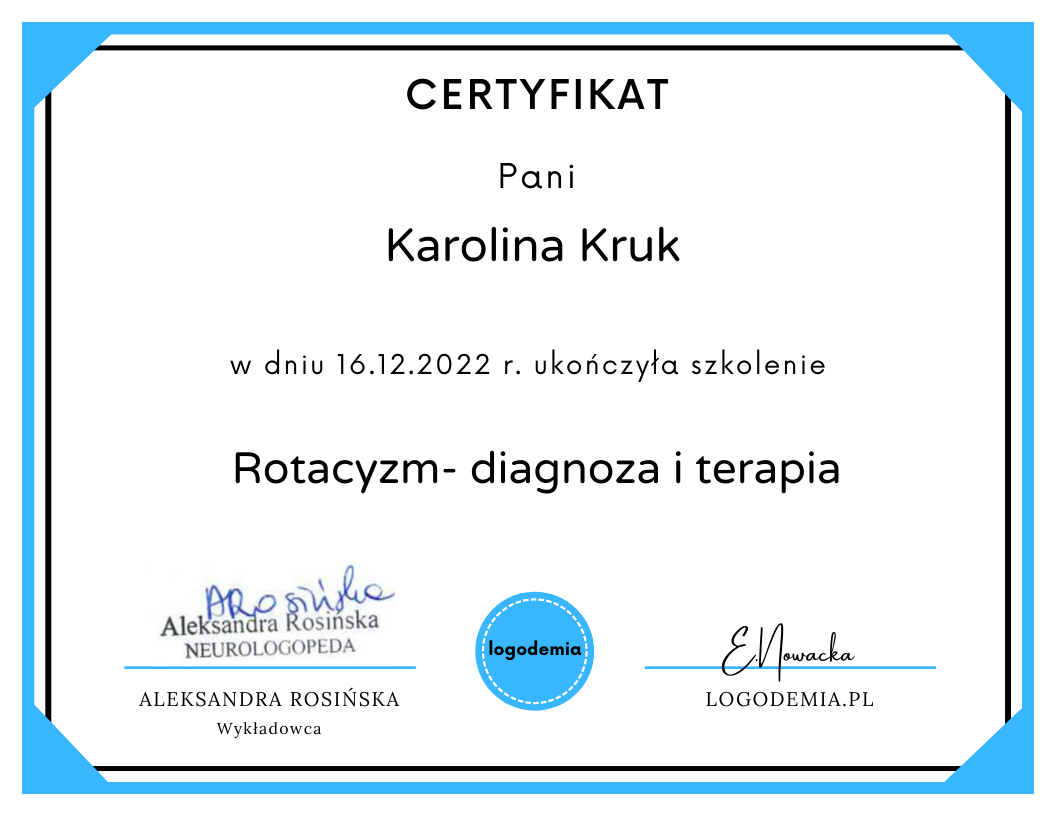 CERTYFIKAT
Pani
Karolina Kruk
w dniu 16.12.2022 r. ukończyła szkolenie
Rotacyzm- diagnoza i terapia
ARosińska
Aleksandra Rosińska
NEUROLOGOPEDA
ALEKSANDRA ROSIŃSKA
Wykładowca
logodemia
E.Nowacka
LOGODEMIA.PL